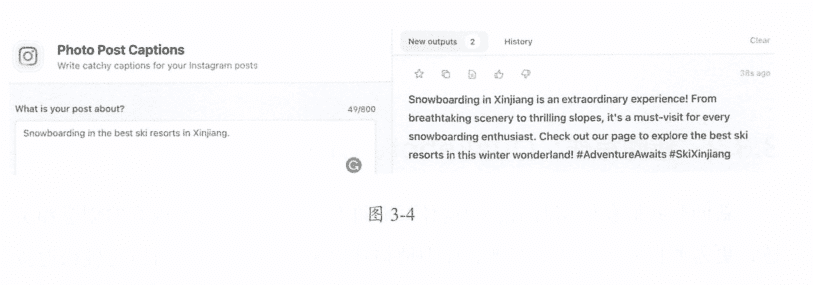 Photo Post Captions
Write catchy captions for your Instagram posts
What is your post about?
49/800
Snowboarding in the best ski resorts in Xinjiang.
New outputs 2 History
Clear
38s ago
Snowboarding in Xinjiang is an extraordinary experience! From
breathtaking scenery to thrilling slopes, it's a must-visit for every
snowboarding enthusiast. Check out our page to explore the best ski
resorts in this winter wonderland! #AdventureAwaits #SkiXinjiang
图 3-4